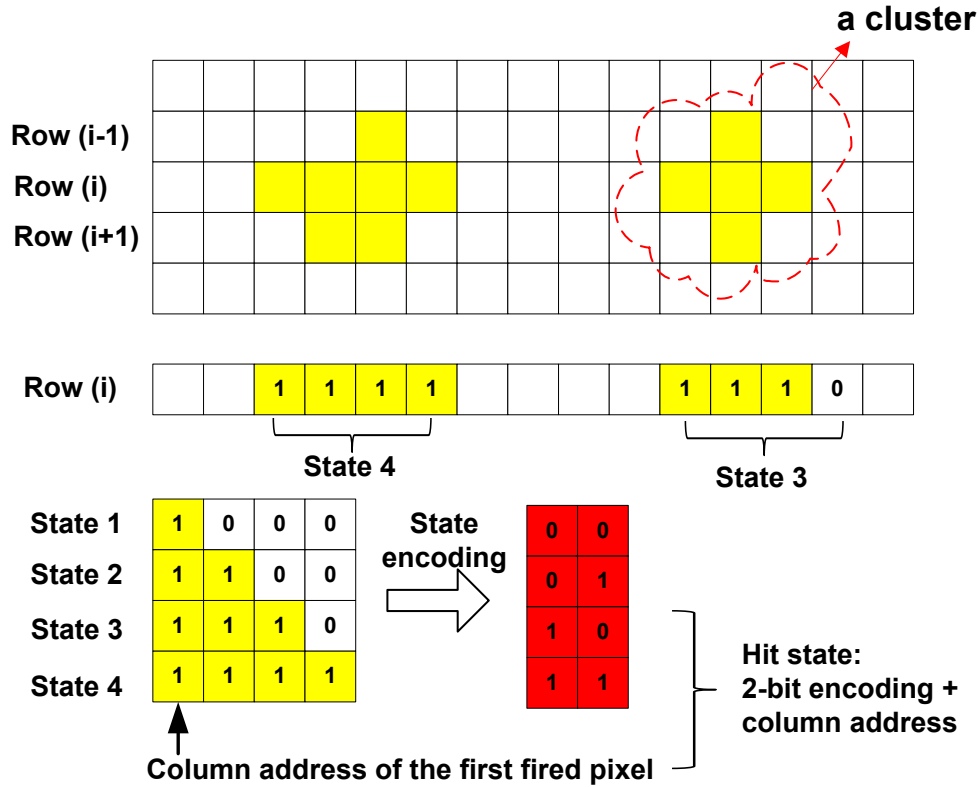 a cluster
Row (i-1)
Row (i)
Row (i+1)
Row (i) 1 1 1 1 1 1 1 0
State 4 State 3
State 1 1 0 0 0
State 2 1 1 0 0
State 3 1 1 1 0
State 4 1 1 1 1
State
encoding
0 0
0 1
1 0
1 1
Hit state:
2-bit encoding +
column address
Column address of the first fired pixel